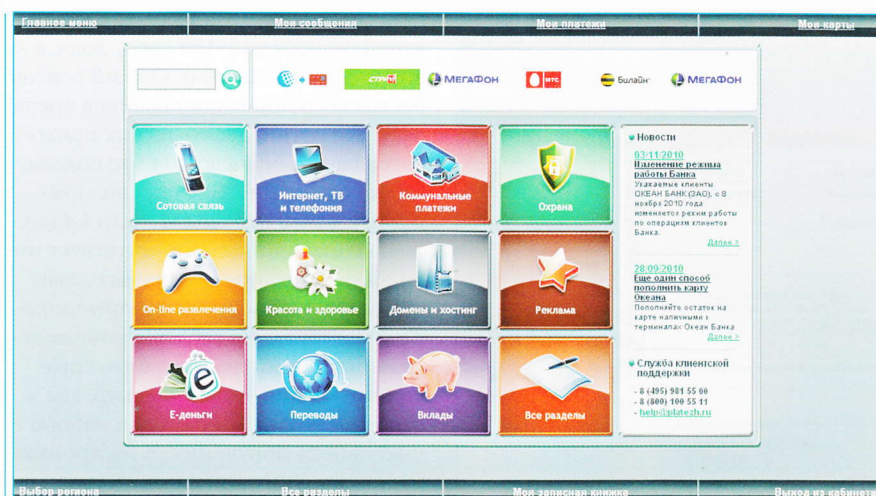 Главное меню
Мои сообщения
Мои платежи
Мои карты
СТРИМ
МЕГАФОН
МТС
Билайн
МЕГАФОН
Сотовая связь
Интернет, ТВ
и телефония
Коммунальные
платежи
Охрана
On-line развлечения
Красота и здоровье
Домены и хостинг
Реклама
Е-деньги
Переводы
Вклады
Все разделы
Новости
03/11/2010
Изменение режима
работы Банка
Уважаемые клиенты
ОКЕАН БАНК (ЗАО), с 8
ноября 2010 года
изменяется режим работы
по операциям клиентов
Банка.
Далее >
28/09/2010
Еще один способ
пополнить карту
Океана
Пополняйте остаток на
карте наличными с
терминалах Океан Банка
Далее >
Служба клиентской
поддержки
- 8 (495) 981 55 00
- 8 (800) 100 55 11
- help@platezh.ru
Выбор региона
Все разделы
Моя записная книжка
Выход из кабинета